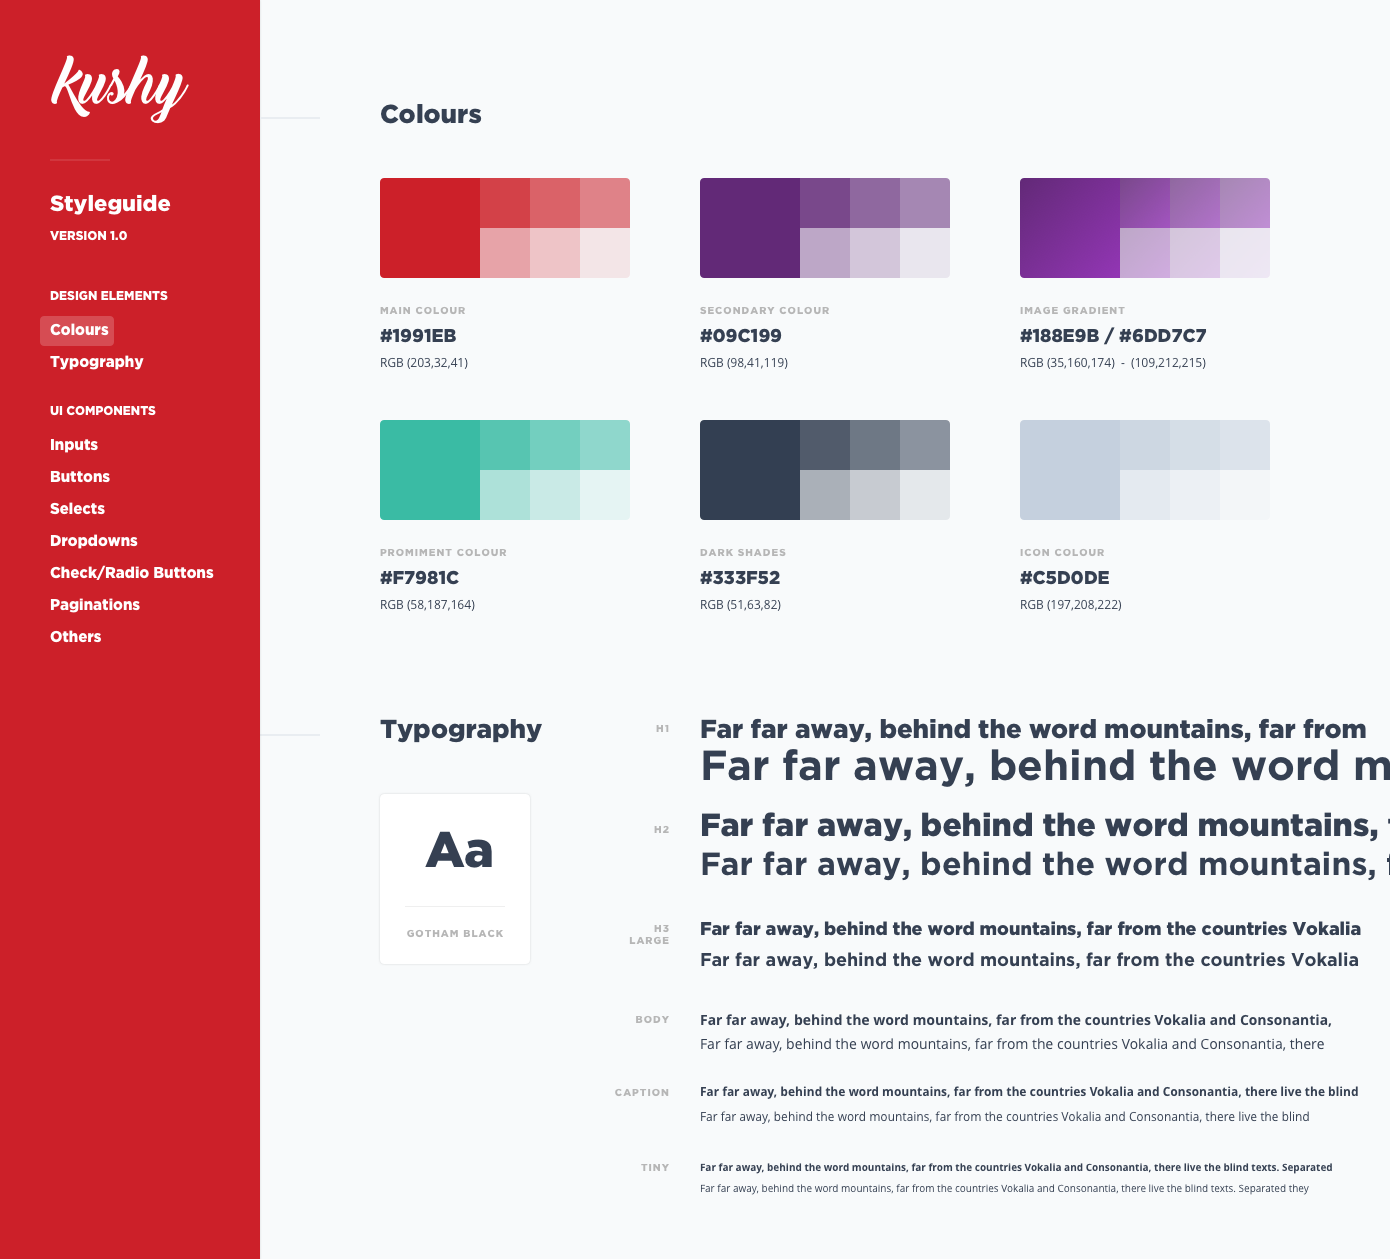 kushy
Styleguide
VERSION 1.0
DESIGN ELEMENTS
Colours
Typography
UI COMPONENTS
Inputs
Buttons
Selects
Dropdowns
Check/Radio Buttons
Paginations
Others
Colours
MAIN COLOUR
#1991EB
RGB (203,32,41)
SECONDARY COLOUR
#09C199
RGB (98,41,119)
IMAGE GRADIENT
#188E9B / #6DD7C7
RGB (35,160,174) - (109,212,215)
PROMIMENT COLOUR
#F7981C
RGB (58,187,164)
DARK SHADES
#333F52
RGB (51,63,82)
ICON COLOUR
#C5D0DE
RGB (197,208,222)
Typography
Aa
GOTHAM BLACK
H1
Far far away, behind the word mountains, far from
Far far away, behind the word m
H2
Far far away, behind the word mountains,
Far far away, behind the word mountains, f
H3
LARGE
Far far away, behind the word mountains, far from the countries Vokalia
Far far away, behind the word mountains, far from the countries Vokalia
BODY
Far far away, behind the word mountains, far from the countries Vokalia and Consonantia,
Far far away, behind the word mountains, far from the countries Vokalia and Consonantia, there
CAPTION
Far far away, behind the word mountains, far from the countries Vokalia and Consonantia, there live the blind
Far far away, behind the word mountains, far from the countries Vokalia and Consonantia, there live the blind
TINY
Far far away, behind the word mountains, far from the countries Vokalia and Consonantia, there live the blind texts. Separated
Far far away, behind the word mountains, far from the countries Vokalia and Consonantia, there live the blind texts. Separated they